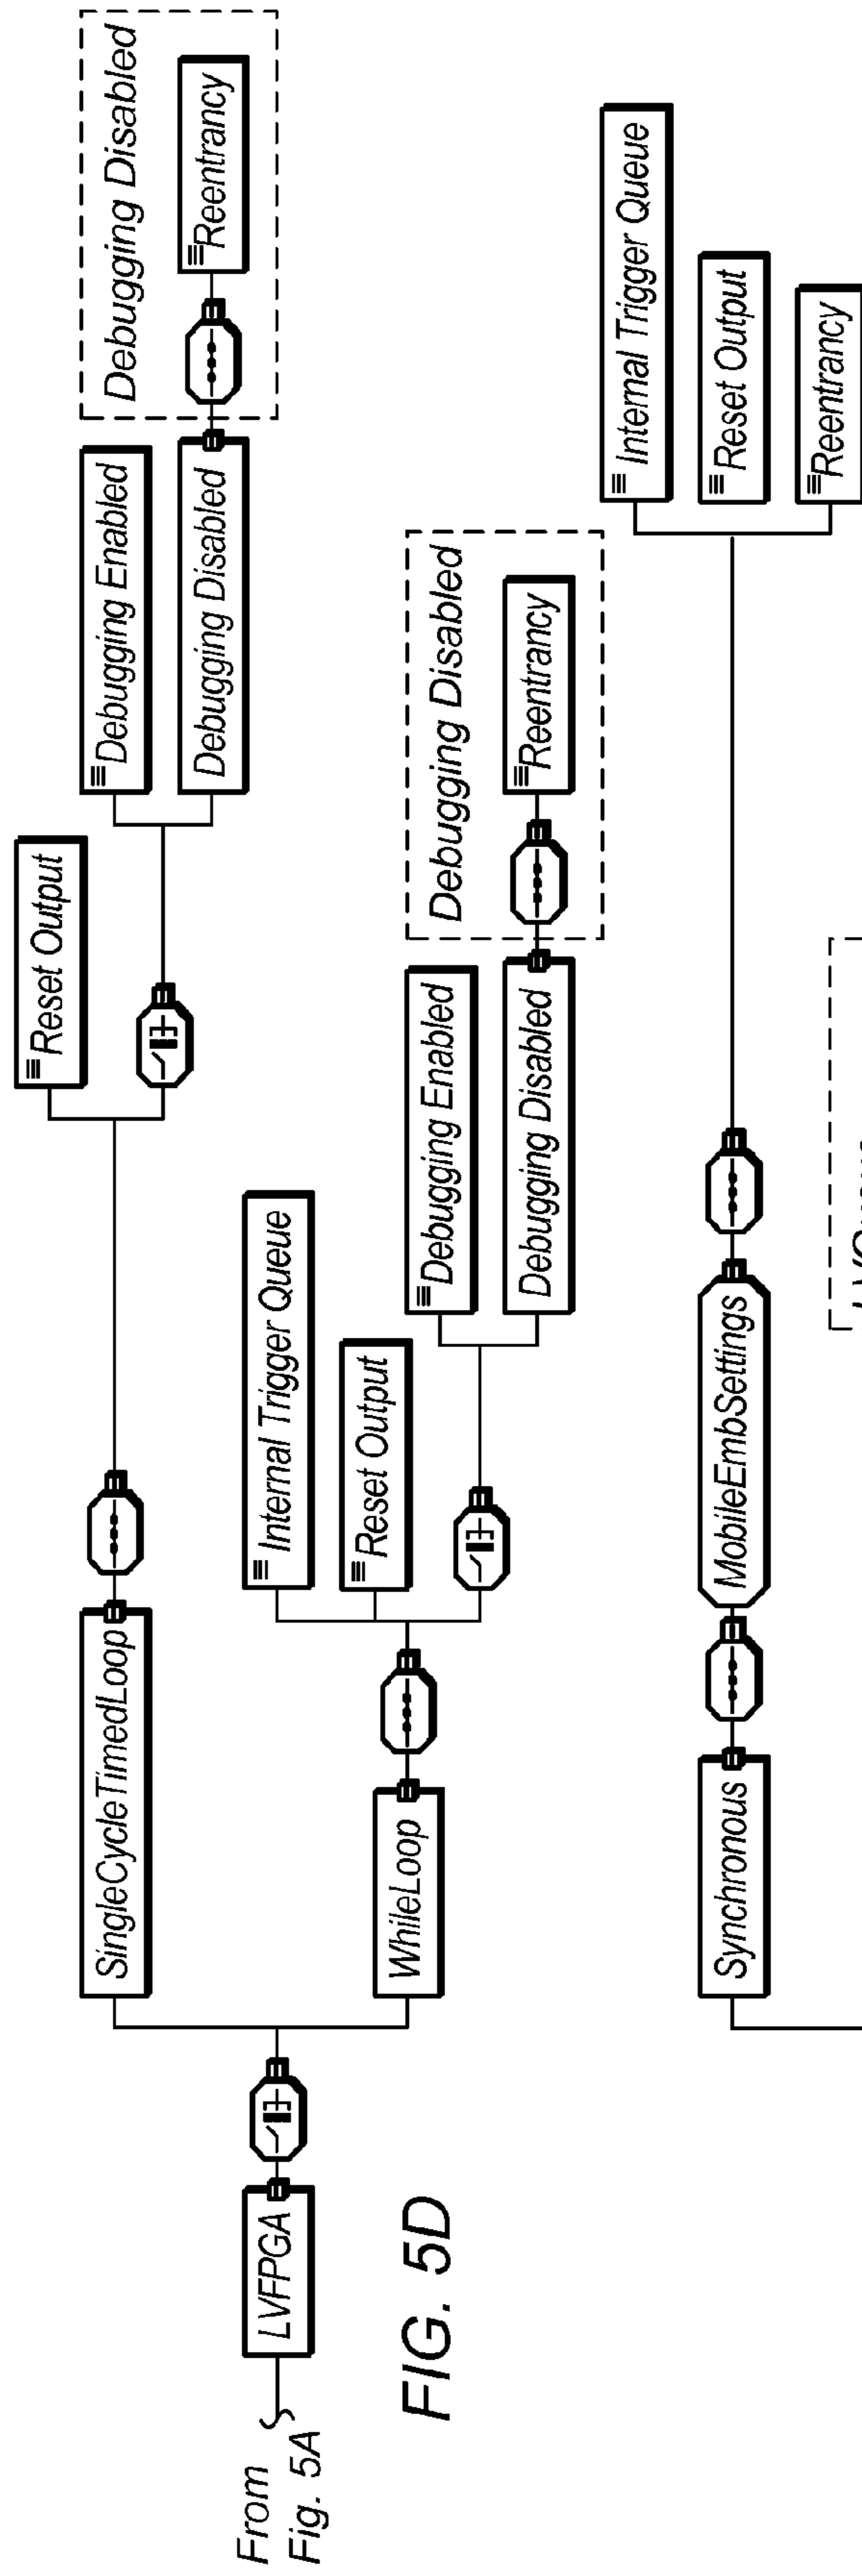 From
Fig. 5A
LVFPGA
SingleCycleTimedLoop
Reset Output
Debugging Enabled
Debugging Disabled
Debugging Disabled
Reentrancy
WhileLoop
Internal Trigger Queue
Reset Output
Debugging Enabled
Debugging Disabled
Debugging Disabled
Reentrancy
FIG. 5D
Synchronous
MobileEmbSettings
Internal Trigger Queue
Reset Output
Reentrancy